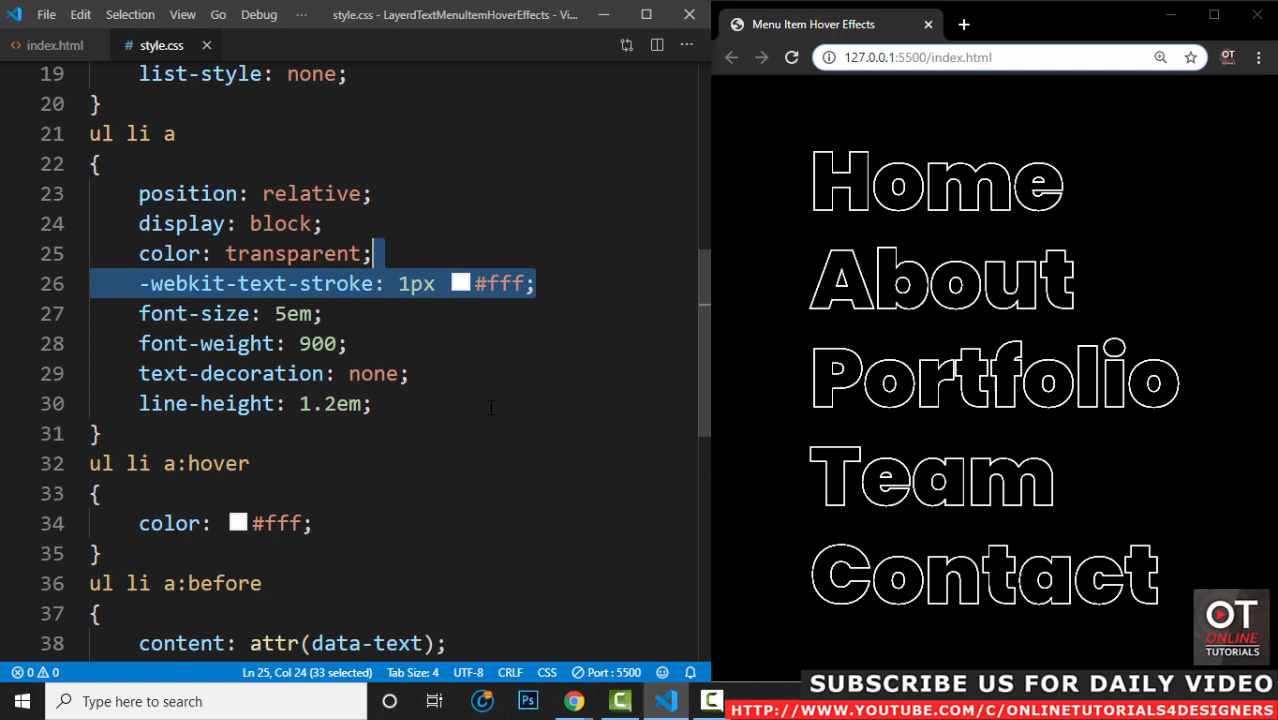 File Edit Selection View Go Debug ··· style.css - LayerdTextMenuItemHoverEffects - Vi...
index.html # style.css
19 list-style: none;
20 }
21 ul li a
22 {
23 position: relative;
24 display: block;
25 color: transparent;
26 -webkit-text-stroke: 1px #fff;
27 font-size: 5em;
28 font-weight: 900;
29 text-decoration: none;
30 line-height: 1.2em;
31 }
32 ul li a:hover
33 {
34 color: #fff;
35 }
36 ul li a:before
37 {
38 content: attr(data-text);
0 0 Ln 25, Col 24 (33 selected) Tab Size: 4 UTF-8 CRLF CSS Port : 5500
Type here to search
Ps
Menu Item Hover Effects
127.0.0.1:5500/index.html
OT
Home
About
Portfolio
Team
Contact
OT
ONLINE
TUTORIALS
SUBSCRIBE US FOR DAILY VIDEO
HTTP://WWW.YOUTUBE.COM/C/ONLINETUTORIALS4DESIGNERS